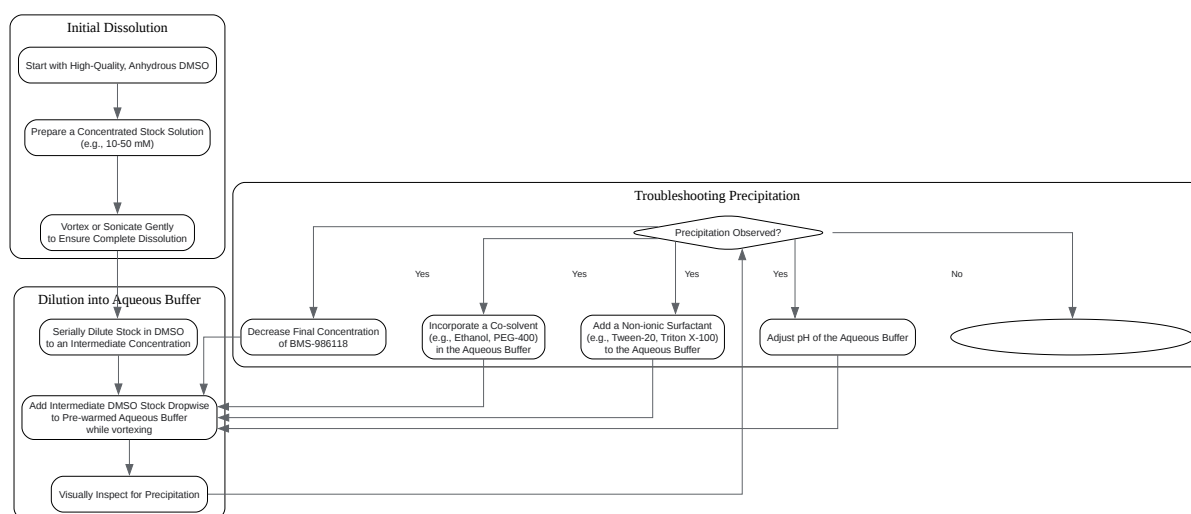 Initial Dissolution
Start with High-Quality, Anhydrous DMSO
Prepare a Concentrated Stock Solution
(e.g., 10-50 mM)
Vortex or Sonicate Gently
to Ensure Complete Dissolution
Troubleshooting Precipitation
Precipitation Observed?
Yes
Yes
Yes
Yes
No
Dilution into Aqueous Buffer
Serially Dilute Stock in DMSO
to an Intermediate Concentration
Decrease Final Concentration
of BMS-986118
Incorporate a Co-solvent
(e.g., Ethanol, PEG-400)
in the Aqueous Buffer
Add a Non-ionic Surfactant
(e.g., Tween-20, Triton X-100)
to the Aqueous Buffer
Adjust pH of the Aqueous Buffer
Add Intermediate DMSO Stock Dropwise
to Pre-warmed Aqueous Buffer
while vortexing
Visually Inspect for Precipitation